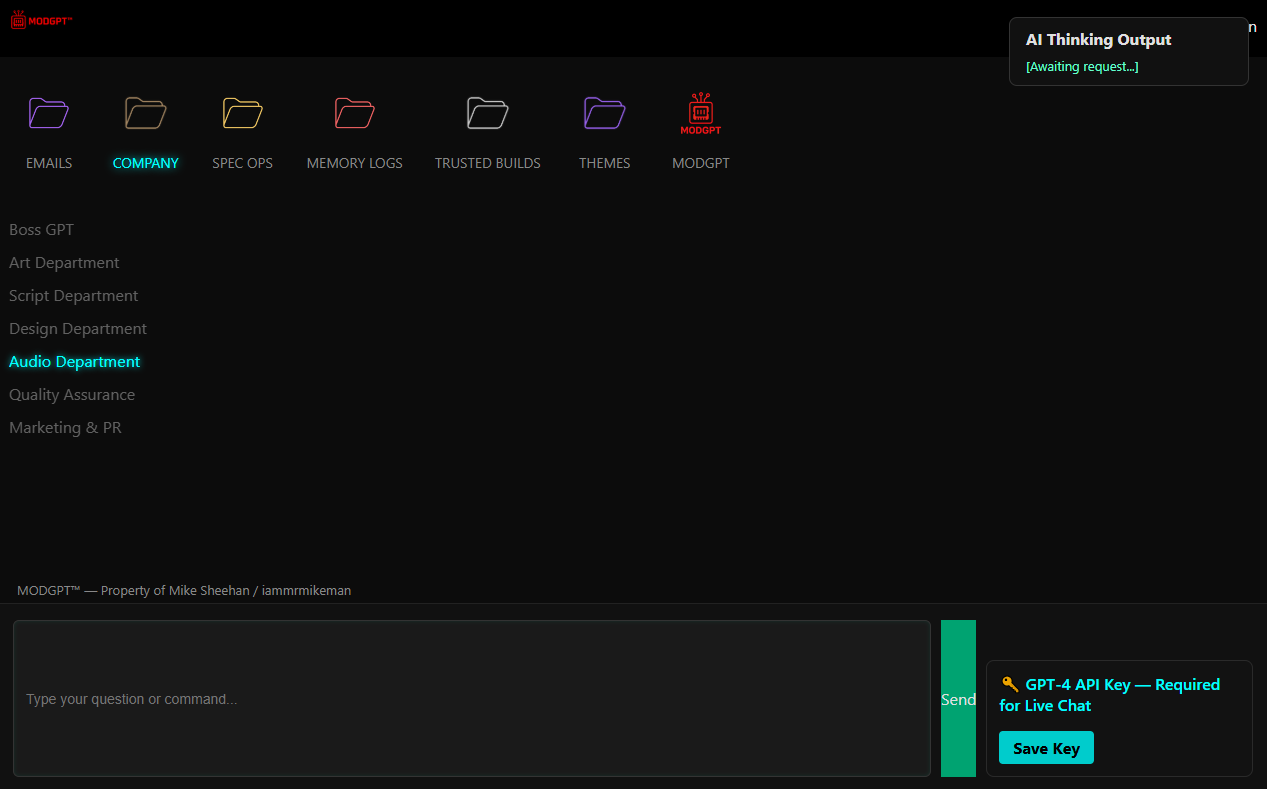 MODGPT™
n
AI Thinking Output
[Awaiting request...]
MODGPT
EMAILS
COMPANY
SPEC OPS
MEMORY LOGS
TRUSTED BUILDS
THEMES
MODGPT
Boss GPT
Art Department
Script Department
Design Department
Audio Department
Quality Assurance
Marketing & PR
MODGPT™ — Property of Mike Sheehan / iammrmikeman
Type your question or command...
Send
GPT-4 API Key — Required
for Live Chat
Save Key